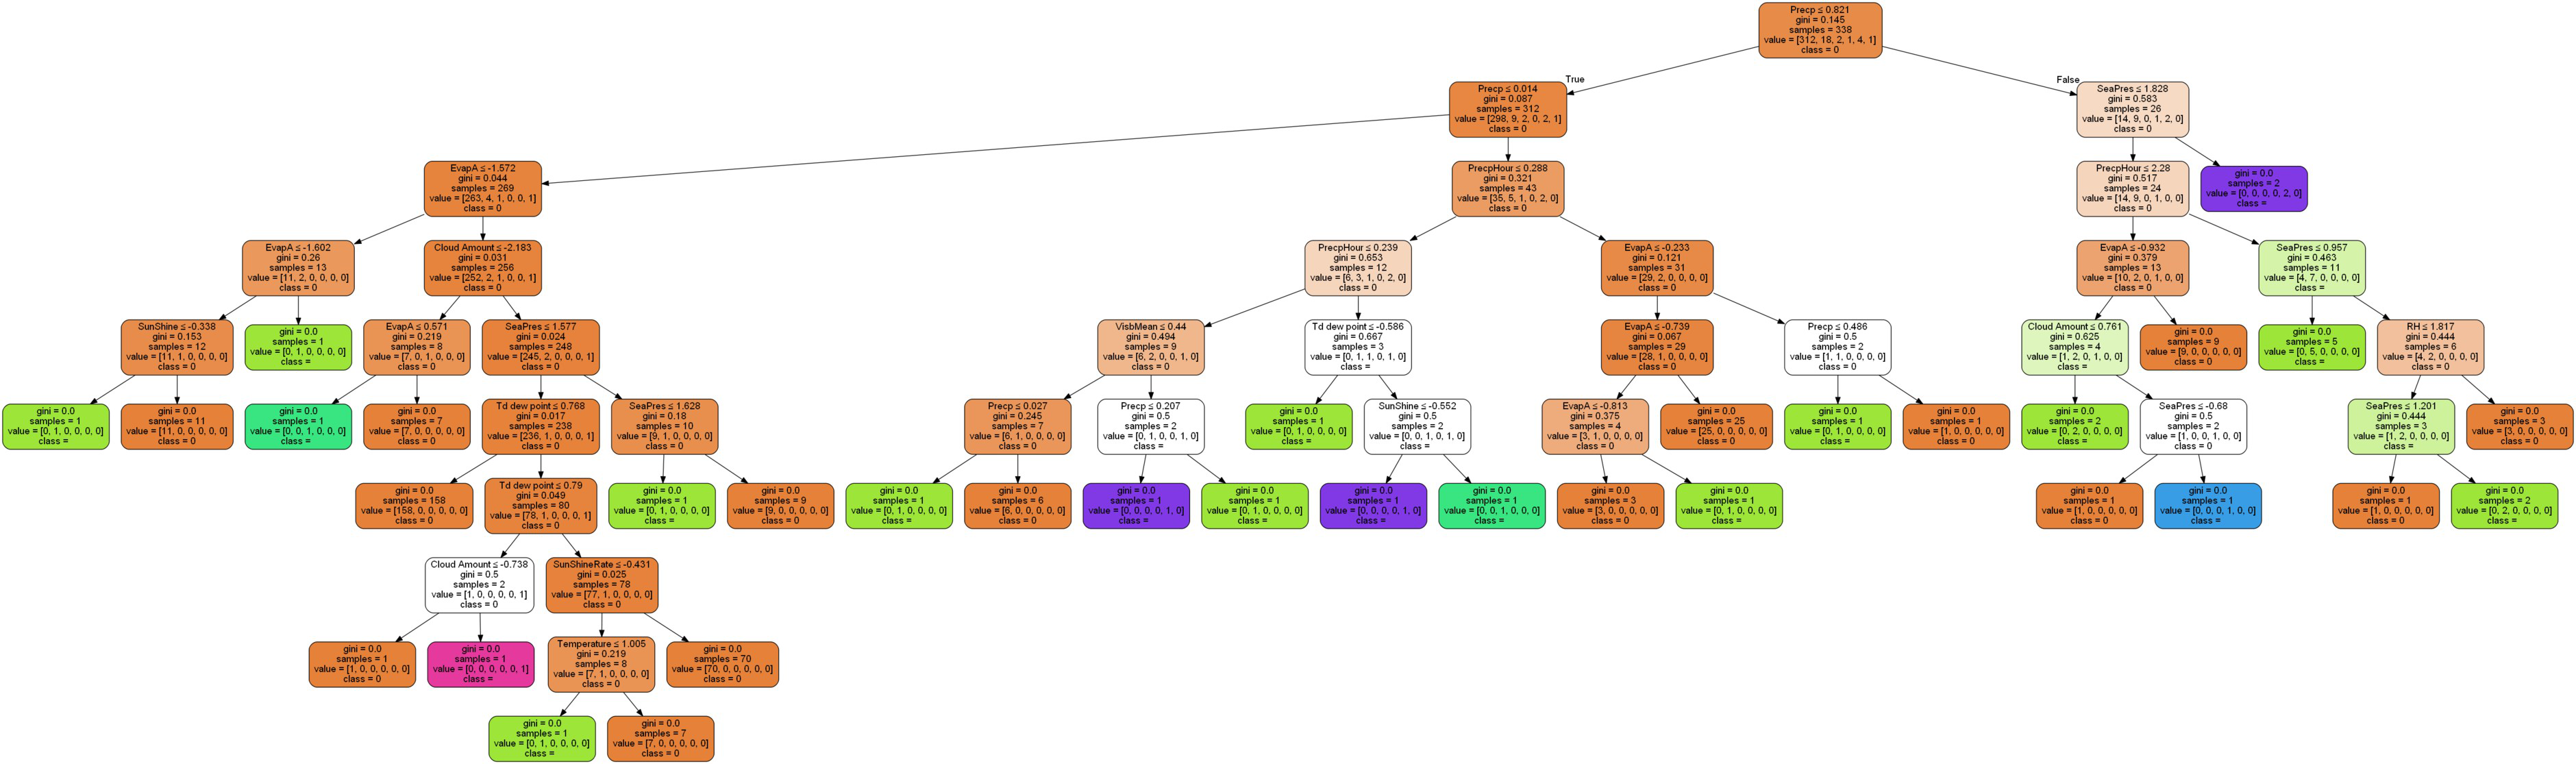 Precp ≤ 0.821
gini = 0.145
samples = 338
value = [312, 18, 2, 1, 4, 1]
class = 0
True
False
Precp ≤ 0.014
gini = 0.087
samples = 312
value = [298, 9, 2, 0, 2, 1]
class = 0
SeaPres ≤ 1.828
gini = 0.583
samples = 26
value = [14, 9, 0, 1, 2, 0]
class = 0
EvapA ≤ -1.572
gini = 0.044
samples = 269
value = [263, 4, 1, 0, 0, 1]
class = 0
PrecpHour ≤ 0.288
gini = 0.321
samples = 43
value = [35, 5, 1, 0, 2, 0]
class = 0
PrecpHour ≤ 2.28
gini = 0.517
samples = 24
value = [14, 9, 0, 1, 0, 0]
class = 0
gini = 0.0
samples = 2
value = [0, 0, 0, 0, 2, 0]
class =
EvapA ≤ -1.602
gini = 0.26
samples = 13
value = [11, 2, 0, 0, 0, 0]
class = 0
Cloud Amount ≤ -2.183
gini = 0.031
samples = 256
value = [252, 2, 1, 0, 0, 1]
class = 0
PrecpHour ≤ 0.239
gini = 0.653
samples = 12
value = [6, 3, 1, 0, 2, 0]
class = 0
EvapA ≤ -0.233
gini = 0.121
samples = 31
value = [29, 2, 0, 0, 0, 0]
class = 0
EvapA ≤ -0.932
gini = 0.379
samples = 13
value = [10, 2, 0, 1, 0, 0]
class = 0
SeaPres ≤ 0.957
gini = 0.463
samples = 11
value = [4, 7, 0, 0, 0, 0]
class =
SunShine ≤ -0.338
gini = 0.153
samples = 12
value = [11, 1, 0, 0, 0, 0]
class = 0
gini = 0.0
samples = 1
value = [0, 1, 0, 0, 0, 0]
class =
EvapA ≤ 0.571
gini = 0.219
samples = 8
value = [7, 0, 1, 0, 0, 0]
class = 0
SeaPres ≤ 1.577
gini = 0.024
samples = 248
value = [245, 2, 0, 0, 0, 1]
class = 0
VisbMean ≤ 0.44
gini = 0.494
samples = 9
value = [6, 2, 0, 0, 1, 0]
class = 0
Td dew point ≤ -0.586
gini = 0.667
samples = 3
value = [0, 1, 1, 0, 1, 0]
class =
EvapA ≤ -0.739
gini = 0.067
samples = 29
value = [28, 1, 0, 0, 0, 0]
class = 0
Precp ≤ 0.486
gini = 0.5
samples = 2
value = [1, 1, 0, 0, 0, 0]
class = 0
Cloud Amount ≤ 0.761
gini = 0.625
samples = 4
value = [1, 2, 0, 1, 0, 0]
class =
gini = 0.0
samples = 9
value = [9, 0, 0, 0, 0, 0]
class = 0
gini = 0.0
samples = 5
value = [0, 5, 0, 0, 0, 0]
class =
RH ≤ 1.817
gini = 0.444
samples = 6
value = [4, 2, 0, 0, 0, 0]
class = 0
gini = 0.0
samples = 1
value = [0, 1, 0, 0, 0, 0]
class =
gini = 0.0
samples = 11
value = [11, 0, 0, 0, 0, 0]
class = 0
gini = 0.0
samples = 1
value = [0, 0, 1, 0, 0, 0]
class =
gini = 0.0
samples = 7
value = [7, 0, 0, 0, 0, 0]
class = 0
Td dew point ≤ 0.768
gini = 0.017
samples = 238
value = [236, 1, 0, 0, 0, 1]
class = 0
SeaPres ≤ 1.628
gini = 0.18
samples = 10
value = [9, 1, 0, 0, 0, 0]
class = 0
Precp ≤ 0.027
gini = 0.245
samples = 7
value = [6, 1, 0, 0, 0, 0]
class = 0
Precp ≤ 0.207
gini = 0.5
samples = 2
value = [0, 1, 0, 0, 1, 0]
class =
gini = 0.0
samples = 1
value = [0, 1, 0, 0, 0, 0]
class =
SunShine ≤ -0.552
gini = 0.5
samples = 2
value = [0, 0, 1, 0, 1, 0]
class =
EvapA ≤ -0.813
gini = 0.375
samples = 4
value = [3, 1, 0, 0, 0, 0]
class = 0
gini = 0.0
samples = 25
value = [25, 0, 0, 0, 0, 0]
class = 0
gini = 0.0
samples = 1
value = [0, 1, 0, 0, 0, 0]
class =
gini = 0.0
samples = 1
value = [1, 0, 0, 0, 0, 0]
class = 0
gini = 0.0
samples = 2
value = [0, 2, 0, 0, 0, 0]
class =
SeaPres ≤ -0.68
gini = 0.5
samples = 2
value = [1, 0, 0, 1, 0, 0]
class = 0
SeaPres ≤ 1.201
gini = 0.444
samples = 3
value = [1, 2, 0, 0, 0, 0]
class =
gini = 0.0
samples = 3
value = [3, 0, 0, 0, 0, 0]
class = 0
gini = 0.0
samples = 158
value = [158, 0, 0, 0, 0, 0]
class = 0
Td dew point ≤ 0.79
gini = 0.049
samples = 80
value = [78, 1, 0, 0, 0, 1]
class = 0
gini = 0.0
samples = 1
value = [0, 1, 0, 0, 0, 0]
class =
gini = 0.0
samples = 9
value = [9, 0, 0, 0, 0, 0]
class = 0
gini = 0.0
samples = 1
value = [0, 1, 0, 0, 0, 0]
class =
gini = 0.0
samples = 6
value = [6, 0, 0, 0, 0, 0]
class = 0
gini = 0.0
samples = 1
value = [0, 0, 0, 0, 1, 0]
class =
gini = 0.0
samples = 1
value = [0, 1, 0, 0, 0, 0]
class =
gini = 0.0
samples = 1
value = [0, 0, 0, 0, 1, 0]
class =
gini = 0.0
samples = 1
value = [0, 0, 1, 0, 0, 0]
class =
gini = 0.0
samples = 3
value = [3, 0, 0, 0, 0, 0]
class = 0
gini = 0.0
samples = 1
value = [0, 1, 0, 0, 0, 0]
class =
gini = 0.0
samples = 1
value = [1, 0, 0, 0, 0, 0]
class = 0
gini = 0.0
samples = 1
value = [0, 0, 0, 1, 0, 0]
class =
gini = 0.0
samples = 1
value = [1, 0, 0, 0, 0, 0]
class = 0
gini = 0.0
samples = 2
value = [0, 2, 0, 0, 0, 0]
class =
Cloud Amount ≤ -0.738
gini = 0.5
samples = 2
value = [1, 0, 0, 0, 0, 1]
class = 0
SunShineRate ≤ -0.431
gini = 0.025
samples = 78
value = [77, 1, 0, 0, 0, 0]
class = 0
gini = 0.0
samples = 1
value = [1, 0, 0, 0, 0, 0]
class = 0
gini = 0.0
samples = 1
value = [0, 0, 0, 0, 0, 1]
class =
Temperature ≤ 1.005
gini = 0.219
samples = 8
value = [7, 1, 0, 0, 0, 0]
class = 0
gini = 0.0
samples = 70
value = [70, 0, 0, 0, 0, 0]
class = 0
gini = 0.0
samples = 1
value = [0, 1, 0, 0, 0, 0]
class =
gini = 0.0
samples = 7
value = [7, 0, 0, 0, 0, 0]
class = 0